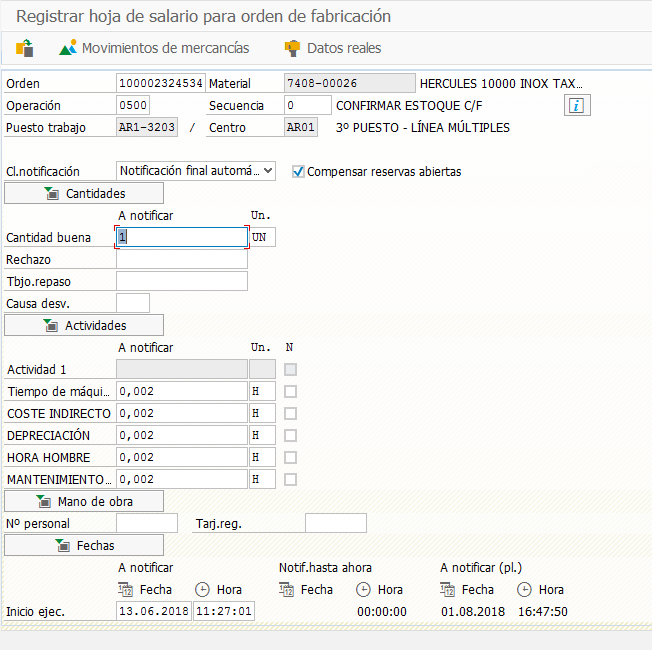 Registrar hoja de salario para orden de fabricación
Movimientos de mercancías Datos reales
Orden 100002324534 Material 7408-00026 HERCULES 10000 INOX TAX...
Operación 0500 Secuencia 0 CONFIRMAR ESTOQUE C/F
Puesto trabajo AR1-3203 / Centro AR01 3º PUESTO - LÍNEA MÚLTIPLES
Cl.notificación Notificación final automá... Compensar reservas abiertas
Cantidades
A notificar Un.
Cantidad buena 1 UN
Rechazo
Tbjo.repaso
Causa desv.
Actividades
A notificar Un. N
Actividad 1
Tiempo de máqui... 0,002 H
COSTE INDIRECTO 0,002 H
DEPRECIACIÓN 0,002 H
HORA HOMBRE 0,002 H
MANTENIMIENTO... 0,002 H
Mano de obra
Nº personal Tarj.reg.
Fechas
A notificar Notif.hasta ahora A notificar (pl.)
Fecha Hora Fecha Hora Fecha Hora
Inicio ejec. 13.06.2018 11:27:01 00:00:00 01.08.2018 16:47:50